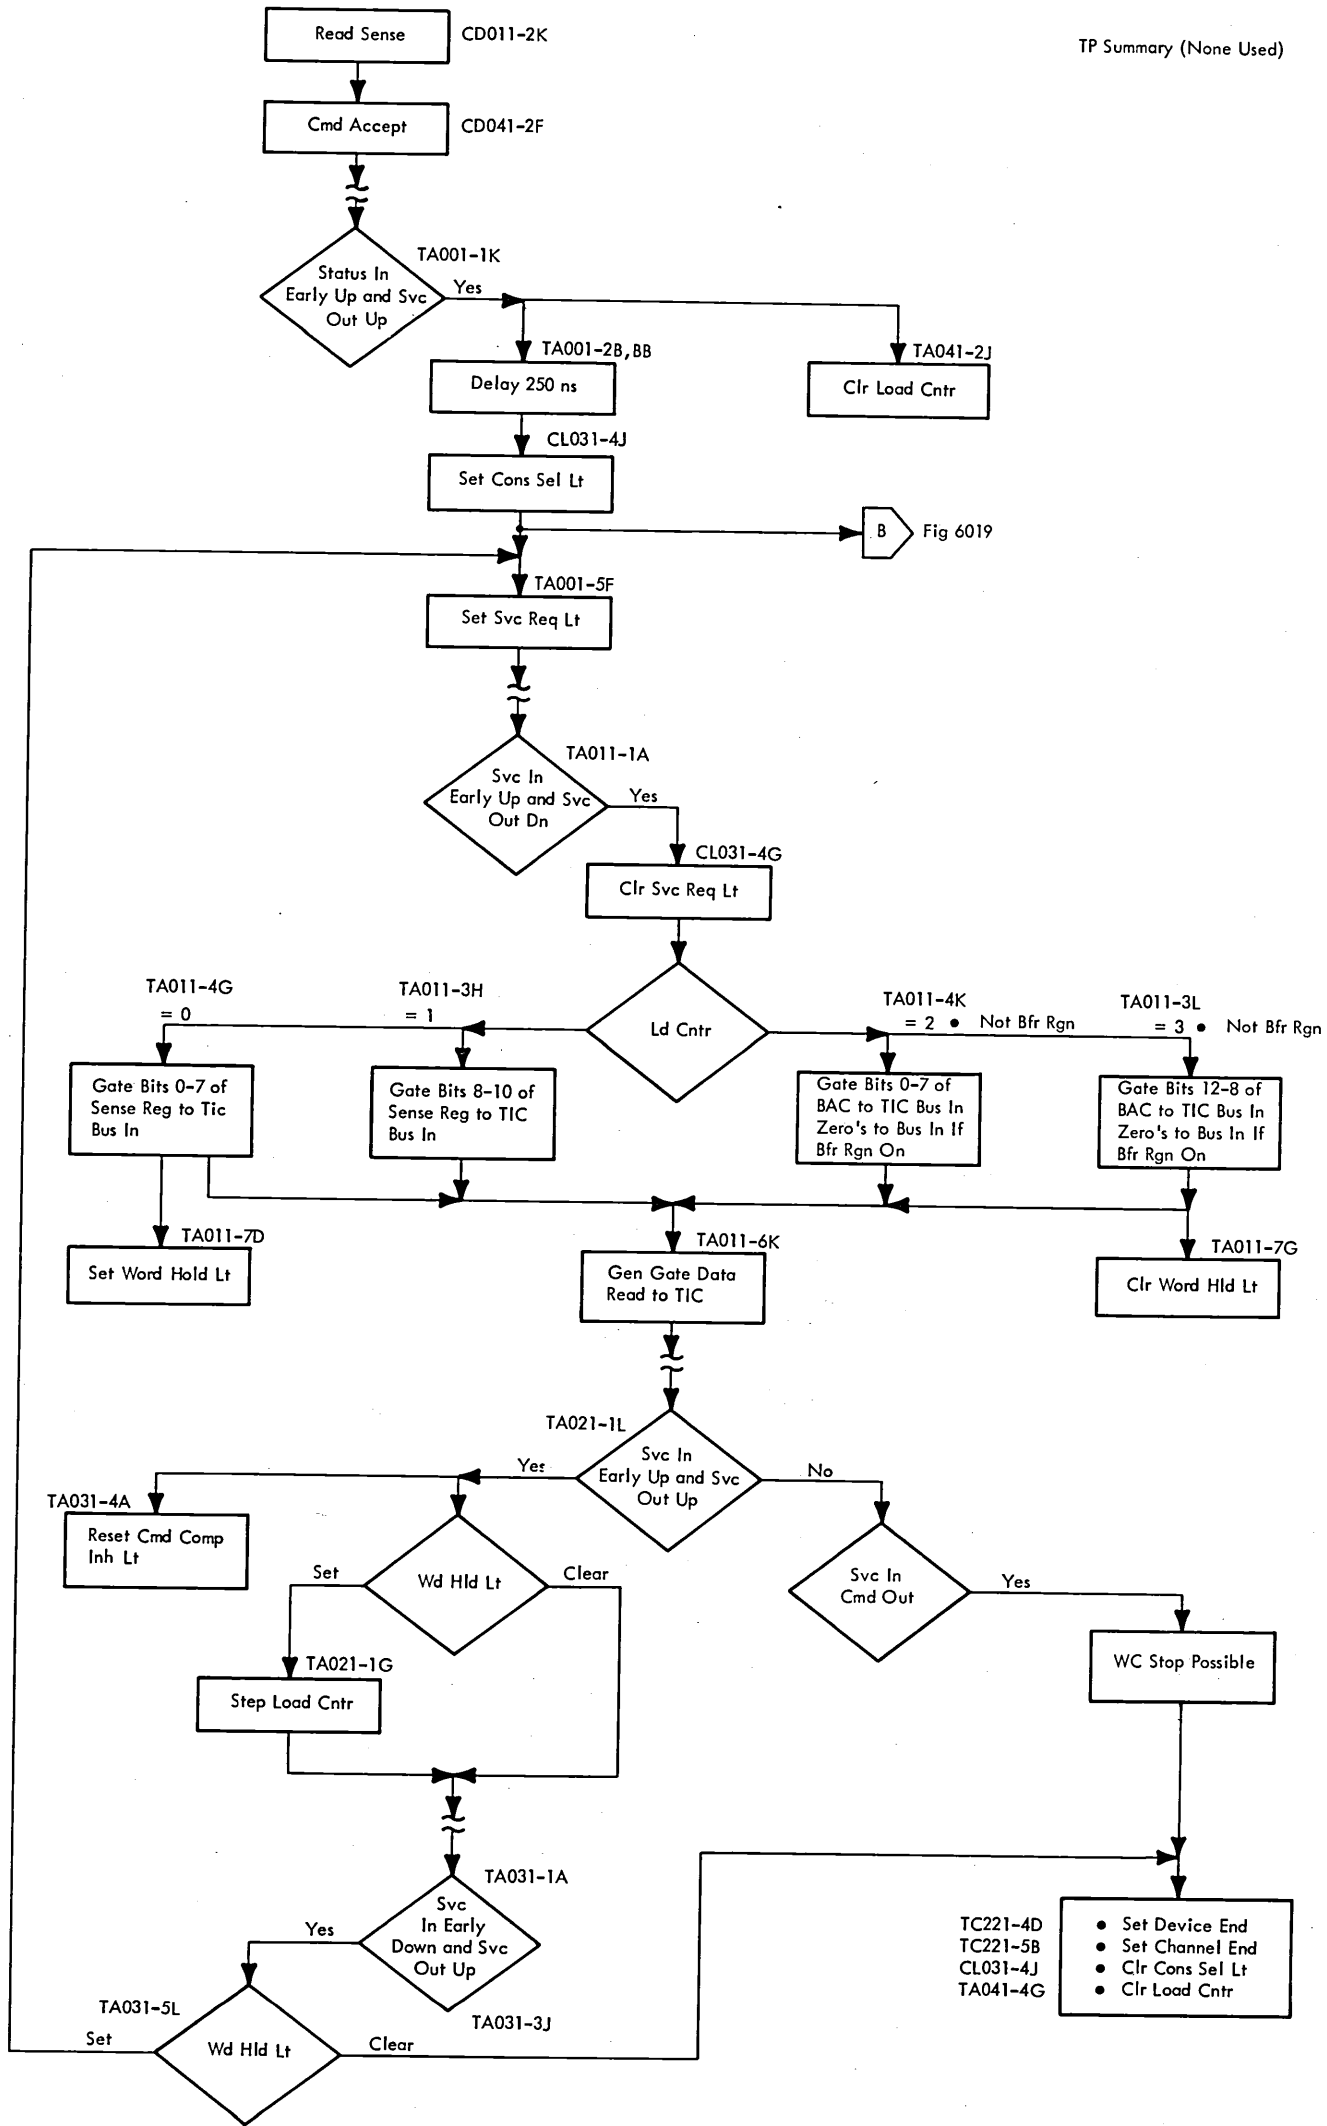 Read Sense
CD011-2K
TP Summary (None Used)
Cmd Accept
CD041-2F
TA001-1K
Status In
Early Up and Svc
Out Up
Yes
TA001-2B,BB
Delay 250 ns
TA041-2J
Clr Load Cntr
CL031-4J
Set Cons Sel Lt
B
Fig 6019
TA001-5F
Set Svc Req Lt
TA011-1A
Svc In
Early Up and Svc
Out Dn
Yes
CL031-4G
Clr Svc Req Lt
Ld Cntr
TA011-4G
= 0
TA011-3H
= 1
TA011-4K
= 2 ● Not Bfr Rgn
TA011-3L
= 3 ● Not Bfr Rgn
Gate Bits 0-7 of
Sense Reg to Tic
Bus In
Gate Bits 8-10 of
Sense Reg to TIC
Bus In
Gate Bits 0-7 of
BAC to TIC Bus In
Zero's to Bus In If
Bfr Rgn On
Gate Bits 12-8 of
BAC to TIC Bus In
Zero's to Bus In If
Bfr Rgn On
TA011-7D
Set Word Hold Lt
TA011-6K
Gen Gate Data
Read to TIC
TA011-7G
Clr Word Hld Lt
TA021-1L
Svc In
Early Up and Svc
Out Up
Yes
No
TA031-4A
Reset Cmd Comp
Inh Lt
Wd Hld Lt
Set
Clear
Svc In
Cmd Out
Yes
TA021-1G
Step Load Cntr
WC Stop Possible
TA031-1A
Svc
In Early
Down and Svc
Out Up
Yes
TA031-3J
TA031-5L
Wd Hld Lt
Set
Clear
TC221-4D ● Set Device End
TC221-5B ● Set Channel End
CL031-4J ● Clr Cons Sel Lt
TA041-4G ● Clr Load Cntr